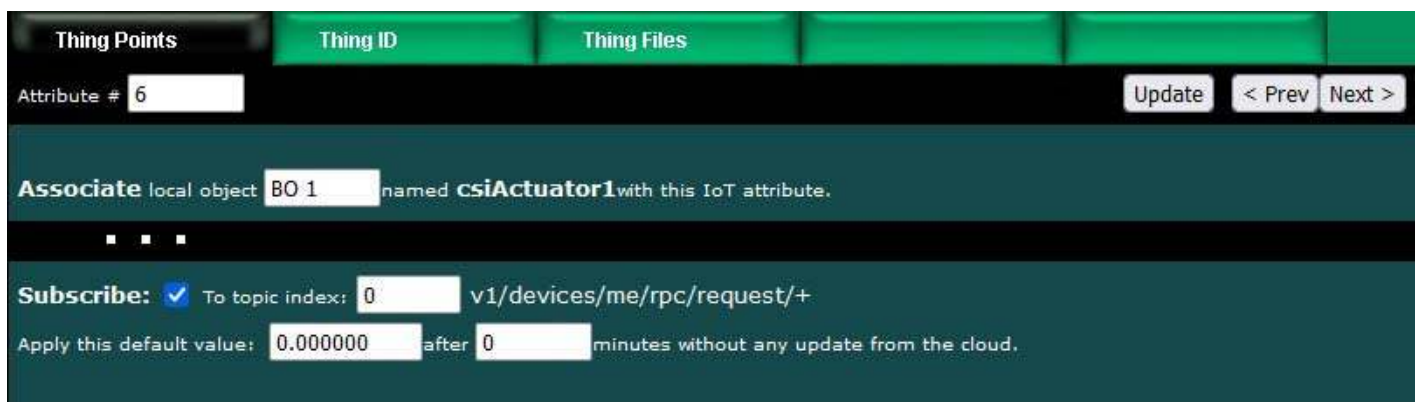 Thing Points Thing ID Thing Files
Attribute # 6 Update < Prev Next >
Associate local object BO 1 named csiActuator1with this IoT attribute.
Subscribe: To topic index: 0 v1/devices/me/rpc/request/+
Apply this default value: 0.000000 after 0 minutes without any update from the cloud.